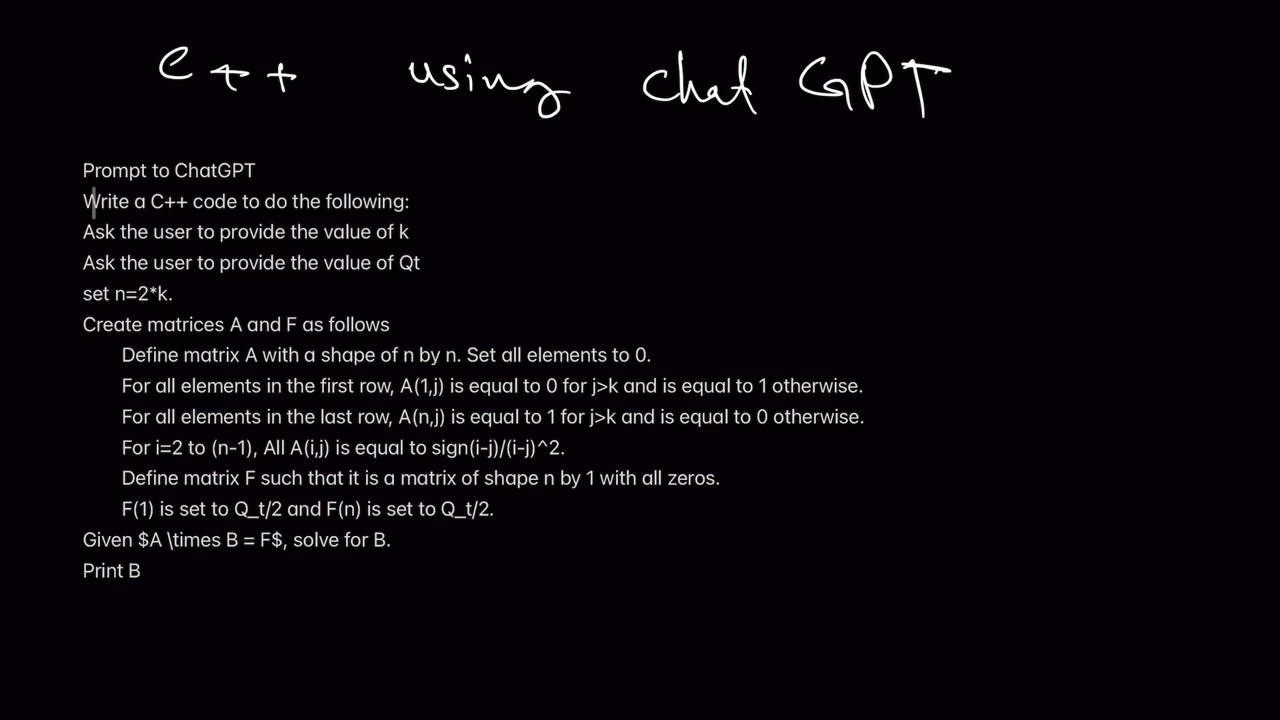 C++ using chat GPT
Prompt to ChatGPT
Write a C++ code to do the following:
Ask the user to provide the value of k
Ask the user to provide the value of Qt
set n=2*k.
Create matrices A and F as follows
Define matrix A with a shape of n by n. Set all elements to 0.
For all elements in the first row, A(1,j) is equal to 0 for j>k and is equal to 1 otherwise.
For all elements in the last row, A(n,j) is equal to 1 for j>k and is equal to 0 otherwise.
For i=2 to (n-1), All A(i,j) is equal to sign(i-j)/(i-j)^2.
Define matrix F such that it is a matrix of shape n by 1 with all zeros.
F(1) is set to Q_t/2 and F(n) is set to Q_t/2.
Given $A \times B = F$, solve for B.
Print B